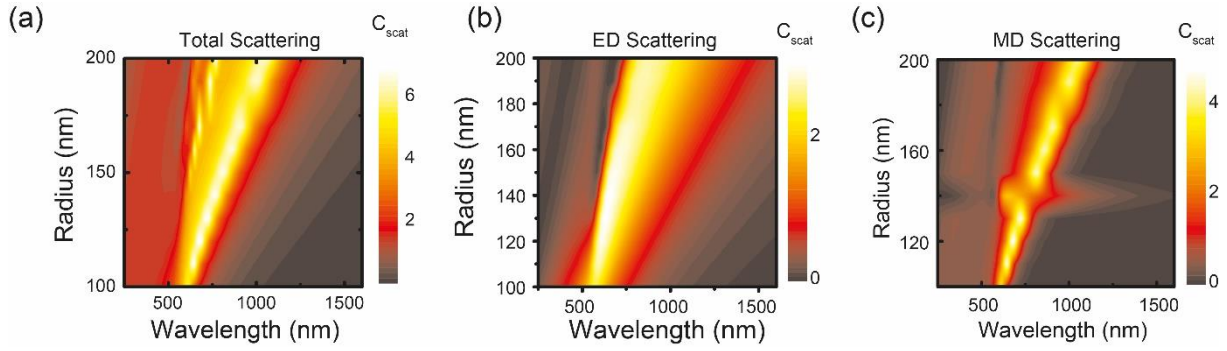 (a)
Total Scattering
C_scat
200
150
100
Radius (nm)
500
1000
1500
Wavelength (nm)
6
4
2
(b)
ED Scattering
C_scat
200
180
160
140
120
100
Radius (nm)
500
1000
1500
Wavelength (nm)
2
0
(c)
MD Scattering
C_scat
200
160
120
Radius (nm)
500
1000
1500
Wavelength (nm)
4
2
0